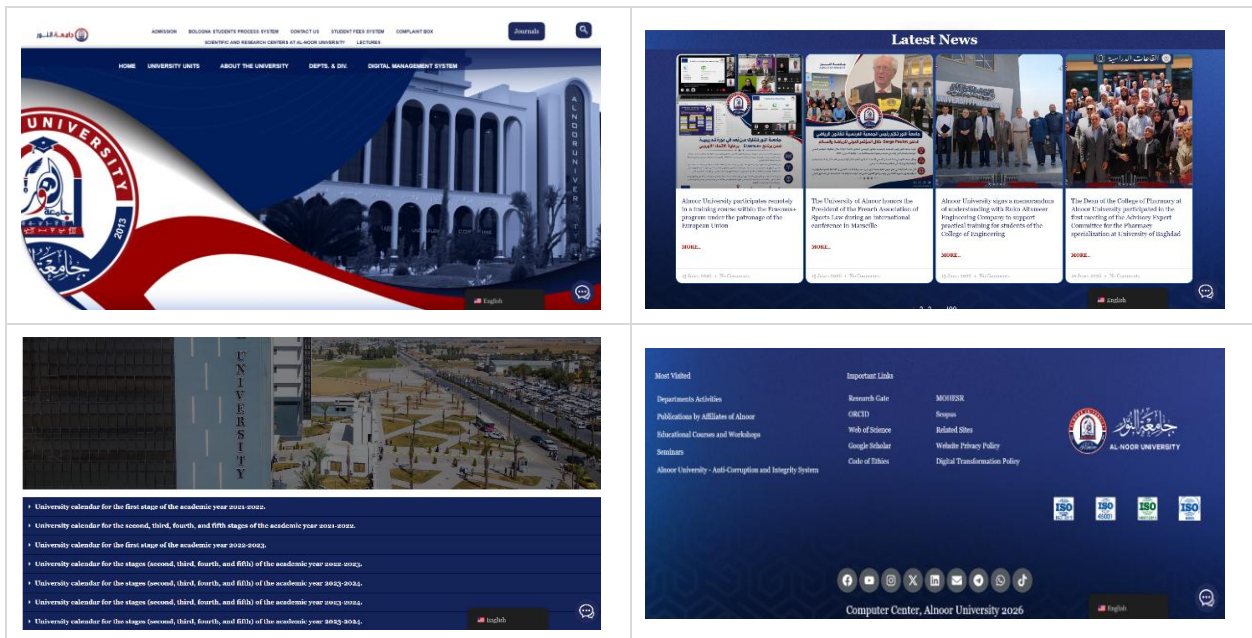 جامعة النور
ADMISSION BOLOGNA STUDENTS PROCESS SYSTEM CONTACT US STUDENT FEES SYSTEM COMPLAINT BOX
SCIENTIFIC AND RESEARCH CENTERS AT AL-NOOR UNIVERSITY LECTURES
Journals
HOME UNIVERSITY UNITS ABOUT THE UNIVERSITY DEPTS. & DIV. DIGITAL MANAGEMENT SYSTEM
UNIVERSITY
2013
ALNOOR UNIVERSITY
English
Latest News
Alnoor University participates remotely
in a training course within the Erasmus+
program under the patronage of the
European Union
MORE..
The University of Alnoor honors the
President of the French Association of
Sports Law during an international
conference in Marseille
MORE..
Alnoor University signs a memorandum
of understanding with
Engineering Company to support
practical training for students of the
College of Engineering
MORE..
The Dean of the College of Pharmacy at
Alnoor University participated in the
first meeting of the Advisory Expert
Committee for the Pharmacy
specialization at University of Baghdad
MORE..
English
UNIVERSITY
University calendar for the first stage of the academic year 2021-2022.
University calendar for the second, third, fourth, and fifth stages of the academic year 2021-2022.
University calendar for the first stage of the academic year 2022-2023.
University calendar for the stages (second, third, fourth, and fifth) of the academic year 2022-2023.
University calendar for the stages (second, third, fourth, and fifth) of the academic year 2023-2024.
University calendar for the stages (second, third, fourth, and fifth) of the academic year 2023-2024.
University calendar for the stages (second, third, fourth, and fifth) of the academic year 2023-2024.
English
Most Visited
Departments Activities
Publications by Affiliates of Alnoor
Educational Courses and Workshops
Seminars
Alnoor University - Anti-Corruption and Integrity System
Important Links
Research Gate
ORCID
Web of Science
Google Scholar
Code of Ethics
MOHESR
Scopus
Related Sites
Website Privacy Policy
Digital Transformation Policy
جامعة النور
AL-NOOR UNIVERSITY
ISO
ISO
ISO
ISO
Computer Center, Alnoor University 2026
English